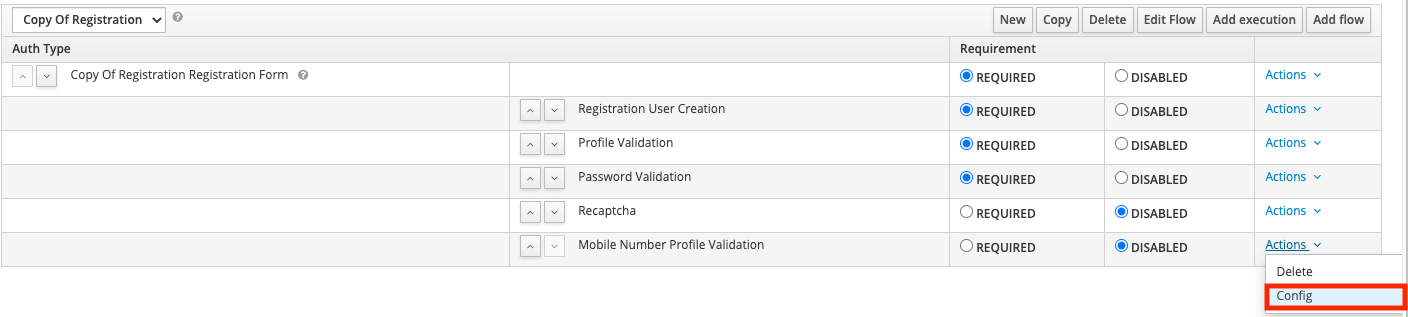 Copy Of Registration
New Copy Delete Edit Flow Add execution Add flow
Auth Type Requirement
Copy Of Registration Registration Form REQUIRED DISABLED Actions
Registration User Creation REQUIRED DISABLED Actions
Profile Validation REQUIRED DISABLED Actions
Password Validation REQUIRED DISABLED Actions
Recaptcha REQUIRED DISABLED Actions
Mobile Number Profile Validation REQUIRED DISABLED Actions
Delete
Config